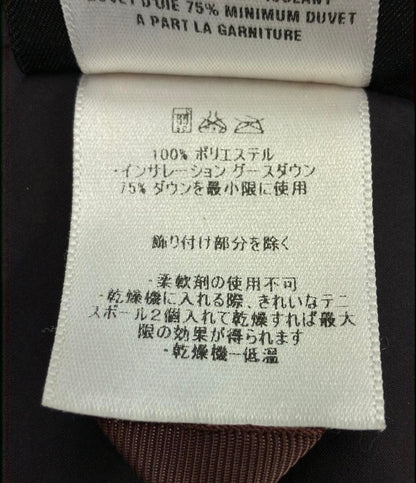 DUVET D'OIE 75% MINIMUM DUVET
A PART LA GARNITURE
100% ポリエステル
・インサレーション グースダウン
75% ダウンを最小限に使用
飾り付け部分を除く
・柔軟剤の使用不可
・乾燥機に入れる際、きれいなテニ
スボール2個入れて乾燥すれば最大
限の効果が得られます
・乾燥機ー低温